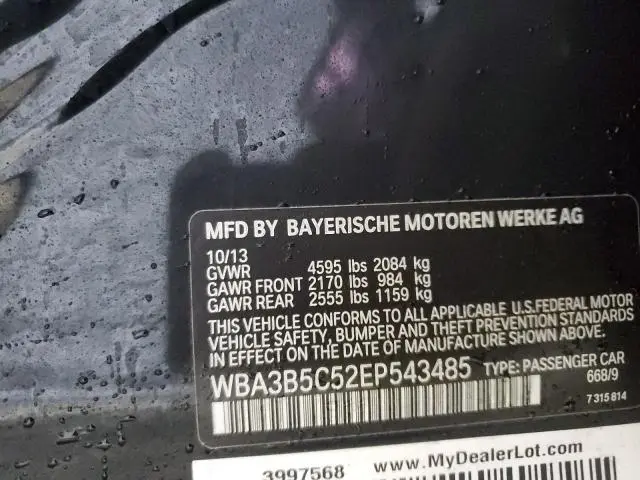 MFD BY BAYERISCHE MOTOREN WERKE AG
10/13
GVWR 4595 lbs 2084 kg
GAWR FRONT 2170 lbs 984 kg
GAWR REAR 2555 lbs 1159 kg
THIS VEHICLE CONFORMS TO ALL APPLICABLE U.S.FEDERAL MOTOR
VEHICLE SAFETY, BUMPER AND THEFT PREVENTION STANDARDS
IN EFFECT ON THE DATE OF MANUFACTURE SHOWN ABOVE.
WBA3B5C52EP543485 TYPE: PASSENGER CAR
668/9
7 315 814
3997568 www.MyDealerLot.com